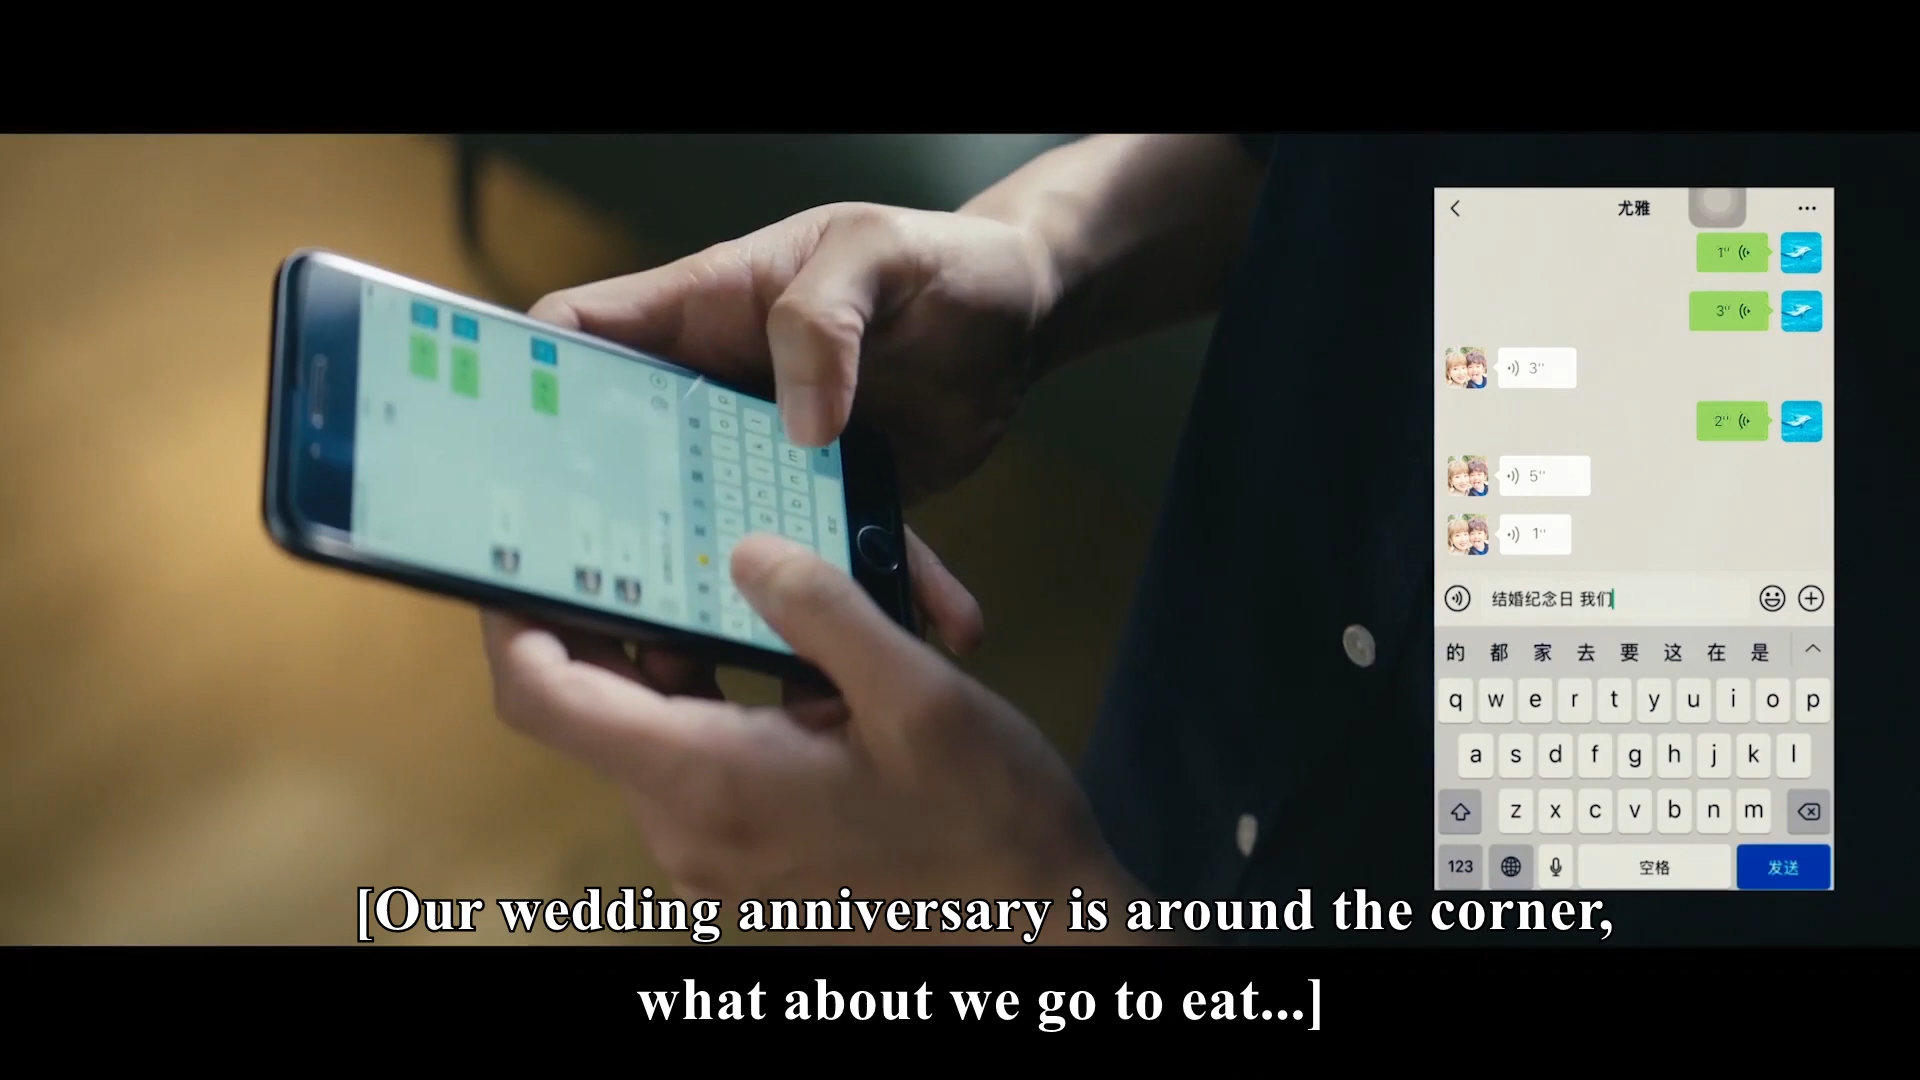 尤雅
1"
3"
3"
2"
5"
1"
结婚纪念日 我们
的 都 家 去 要 这 在 是
q w e r t y u i o p
a s d f g h j k l
z x c v b n m
123 空格 发送
[Our wedding anniversary is around the corner,
what about we go to eat...]